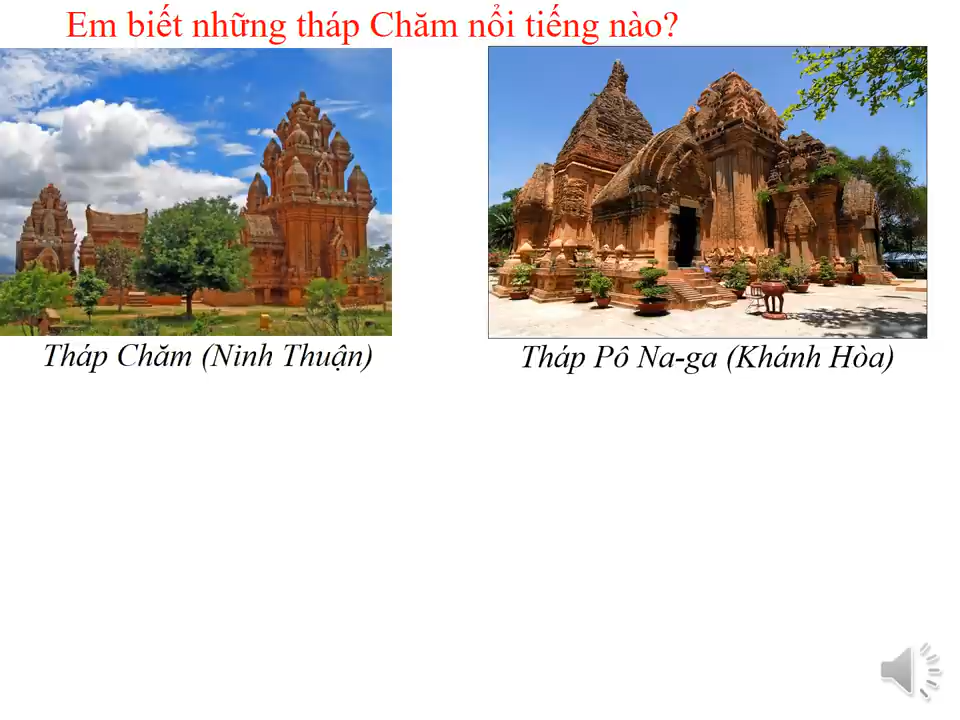 Em biết những tháp Chăm nổi tiếng nào?
Tháp Chăm (Ninh Thuận)
Tháp Pô Na-ga (Khánh Hòa)